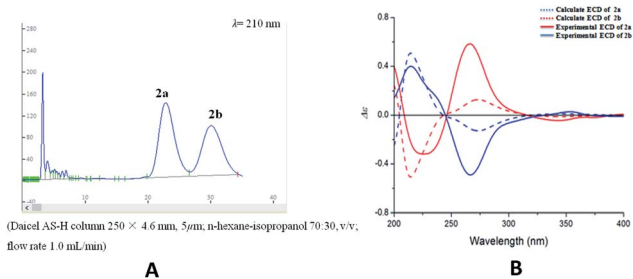 λ= 210 nm
280
240
200
160
120
80
40
-40
2a
2b
10
20
30
40
(Daicel AS-H column 250 × 4.6 mm, 5μm; n-hexane-isopropanol 70:30, v/v;
flow rate 1.0 mL/min)
A
Calculate ECD of 2a
Calculate ECD of 2b
Experimental ECD of 2a
Experimental ECD of 2b
0.8
0.4
0.0
-0.4
-0.8
Δε
200
250
300
350
400
Wavelength (nm)
B